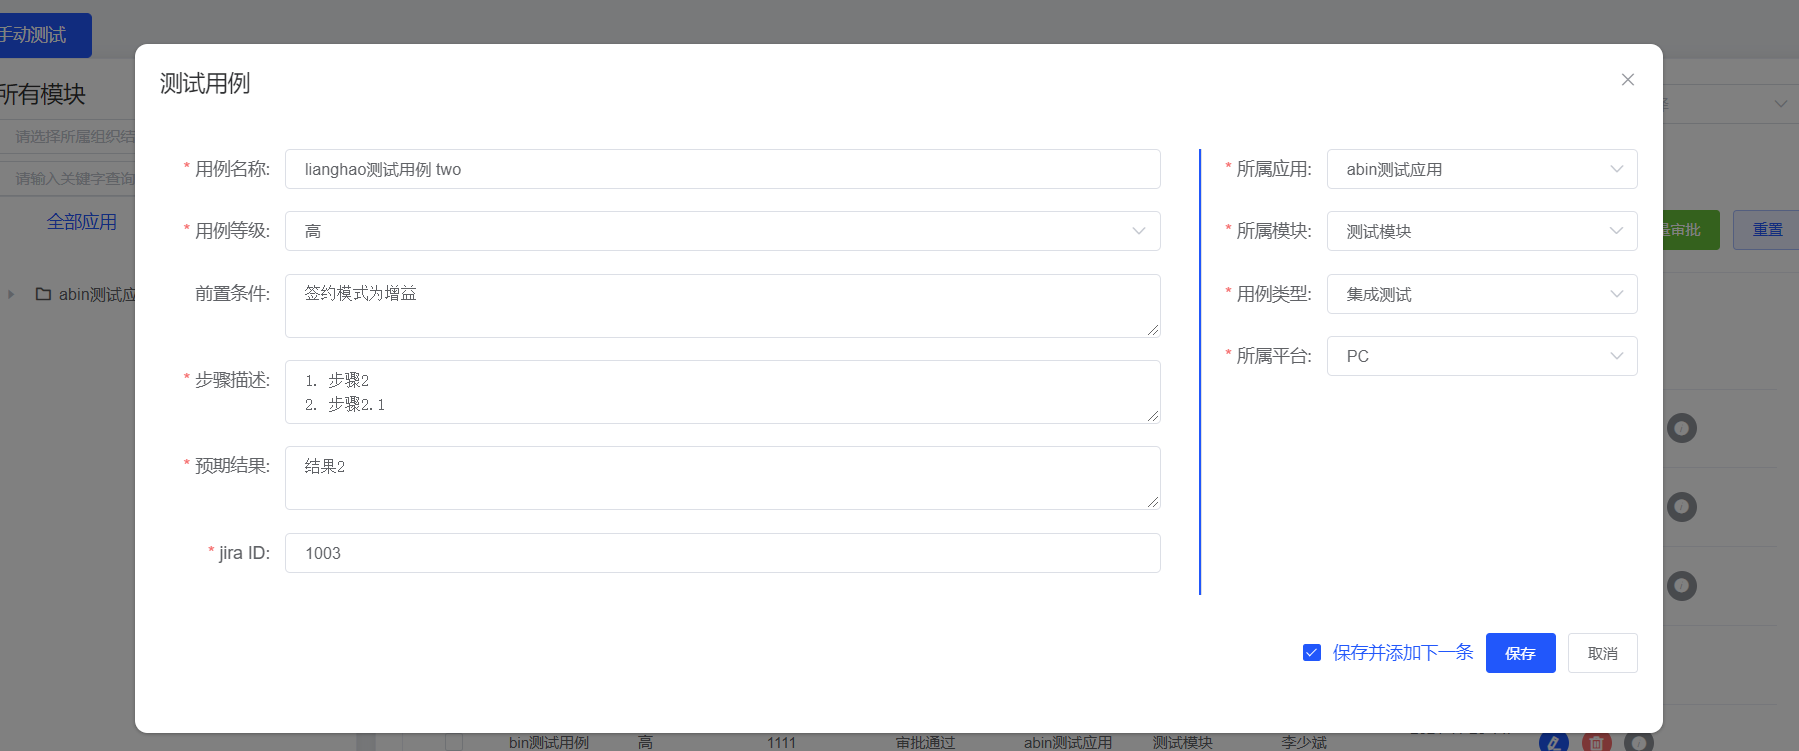 手动测试
所有模块
请选择所属组织结
请输入关键字查询
全部应用
abin测试应
测试用例
* 用例名称: lianghao测试用例 two
* 用例等级: 高
前置条件: 签约模式为增益
* 步骤描述: 1. 步骤2
2. 步骤2.1
* 预期结果: 结果2
* jira ID: 1003
* 所属应用: abin测试应用
* 所属模块: 测试模块
* 用例类型: 集成测试
* 所属平台: PC
保存并添加下一条
保存
取消
量审批
重置
bin测试用例 高 1111 审批通过 abin测试应用 测试模块 李少斌